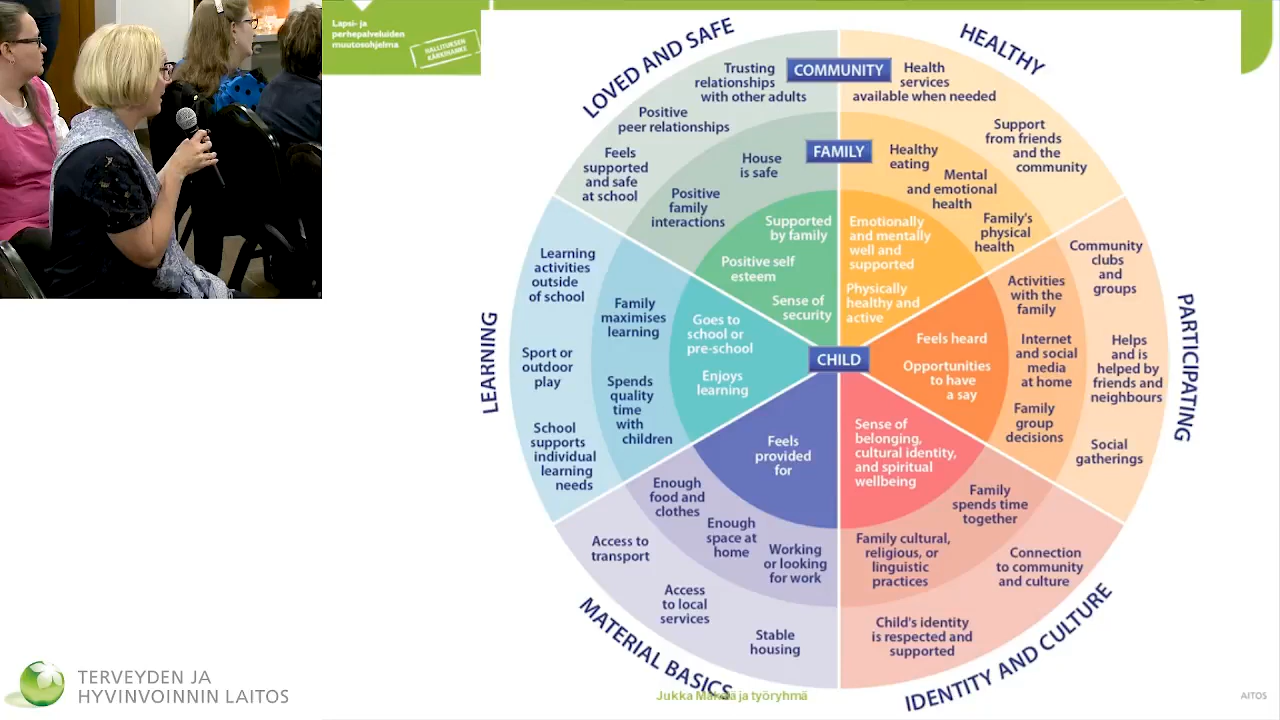 Lapsi- ja
perhepalveluiden
muutosohjelma
HALLITUKSEN
KÄRKIHANKE
LOVED AND SAFE
HEALTHY
PARTICIPATING
IDENTITY AND CULTURE
MATERIAL BASICS
LEARNING
COMMUNITY
FAMILY
CHILD
Trusting
relationships
with other adults
Positive
peer relationships
Feels
supported
and safe
at school
House
is safe
Positive
family
interactions
Supported
by family
Positive self
esteem
Sense of
security
Health
services
available when needed
Support
from friends
and the
community
Healthy
eating
Mental
and emotional
health
Family's
physical
health
Emotionally
and mentally
well and
supported
Physically
healthy and
active
Community
clubs
and
groups
Helps
and is
helped by
friends and
neighbours
Social
gatherings
Activities
with the
family
Internet
and social
media
at home
Family
group
decisions
Feels heard
Opportunities
to have
a say
Sense of
belonging,
cultural identity,
and spiritual
wellbeing
Family
spends time
together
Family cultural,
religious, or
linguistic
practices
Connection
to community
and culture
Child's identity
is respected and
supported
Feels
provided
for
Enough
food and
clothes
Enough
space at
home
Working
or looking
for work
Access to
transport
Access
to local
services
Stable
housing
Goes to
school or
pre-school
Enjoys
learning
Family
maximises
learning
Spends
quality
time
with
children
Learning
activities
outside
of school
Sport or
outdoor
play
School
supports
individual
learning
needs
TERVEYDEN JA
HYVINVOINNIN LAITOS
Jukka Mäkelä ja työryhmä
AITOS